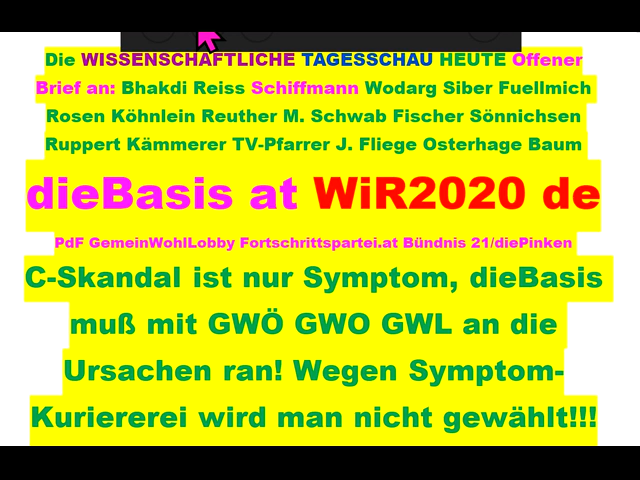 Die WISSENSCHAFTLICHE TAGESSCHAU HEUTE Offener
Brief an: Bhakdi Reiss Schiffmann Wodarg Siber Fuellmich
Rosen Köhnlein Reuther M. Schwab Fischer Sönnichsen
Ruppert Kämmerer TV-Pfarrer J. Fliege Osterhage Baum
dieBasis at WiR2020 de
PdF GemeinWohlLobby Fortschrittspartei.at Bündnis 21/diePinken
C-Skandal ist nur Symptom, dieBasis
muß mit GWÖ GWO GWL an die
Ursachen ran! Wegen Symptom-
Kuriererei wird man nicht gewählt!!!